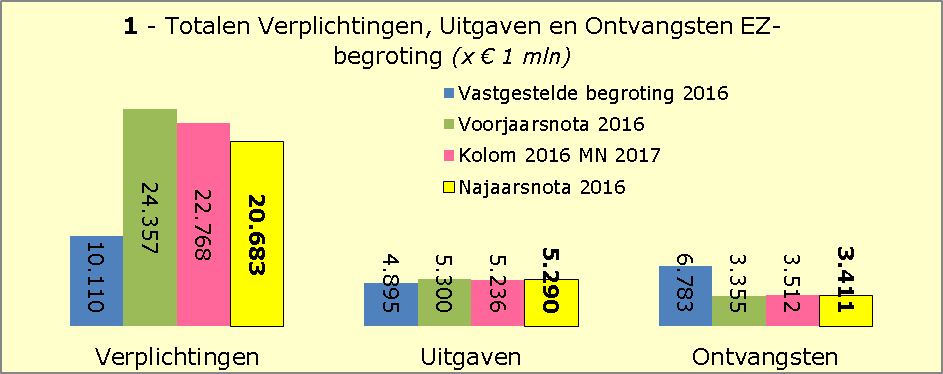 1 - Totalen Verplichtingen, Uitgaven en Ontvangsten EZ-
begroting (x € 1 mln)
Vastgestelde begroting 2016
Voorjaarsnota 2016
Kolom 2016 MN 2017
Najaarsnota 2016
10.110
24.357
22.768
20.683
4.895
5.300
5.236
5.290
6.783
3.355
3.512
3.411
Verplichtingen
Uitgaven
Ontvangsten